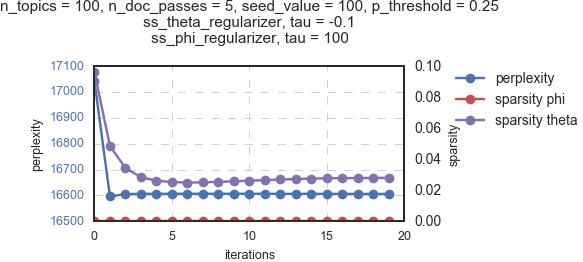 n_topics = 100, n_doc_passes = 5, seed_value = 100, p_threshold = 0.25
ss_theta_regularizer, tau = -0.1
ss_phi_regularizer, tau = 100
17100
17000
16900
16800
16700
16600
16500
perplexity
0.10
0.08
0.06
0.04
0.02
0.00
sparsity
perplexity
sparsity phi
sparsity theta
0 5 10 15 20
iterations